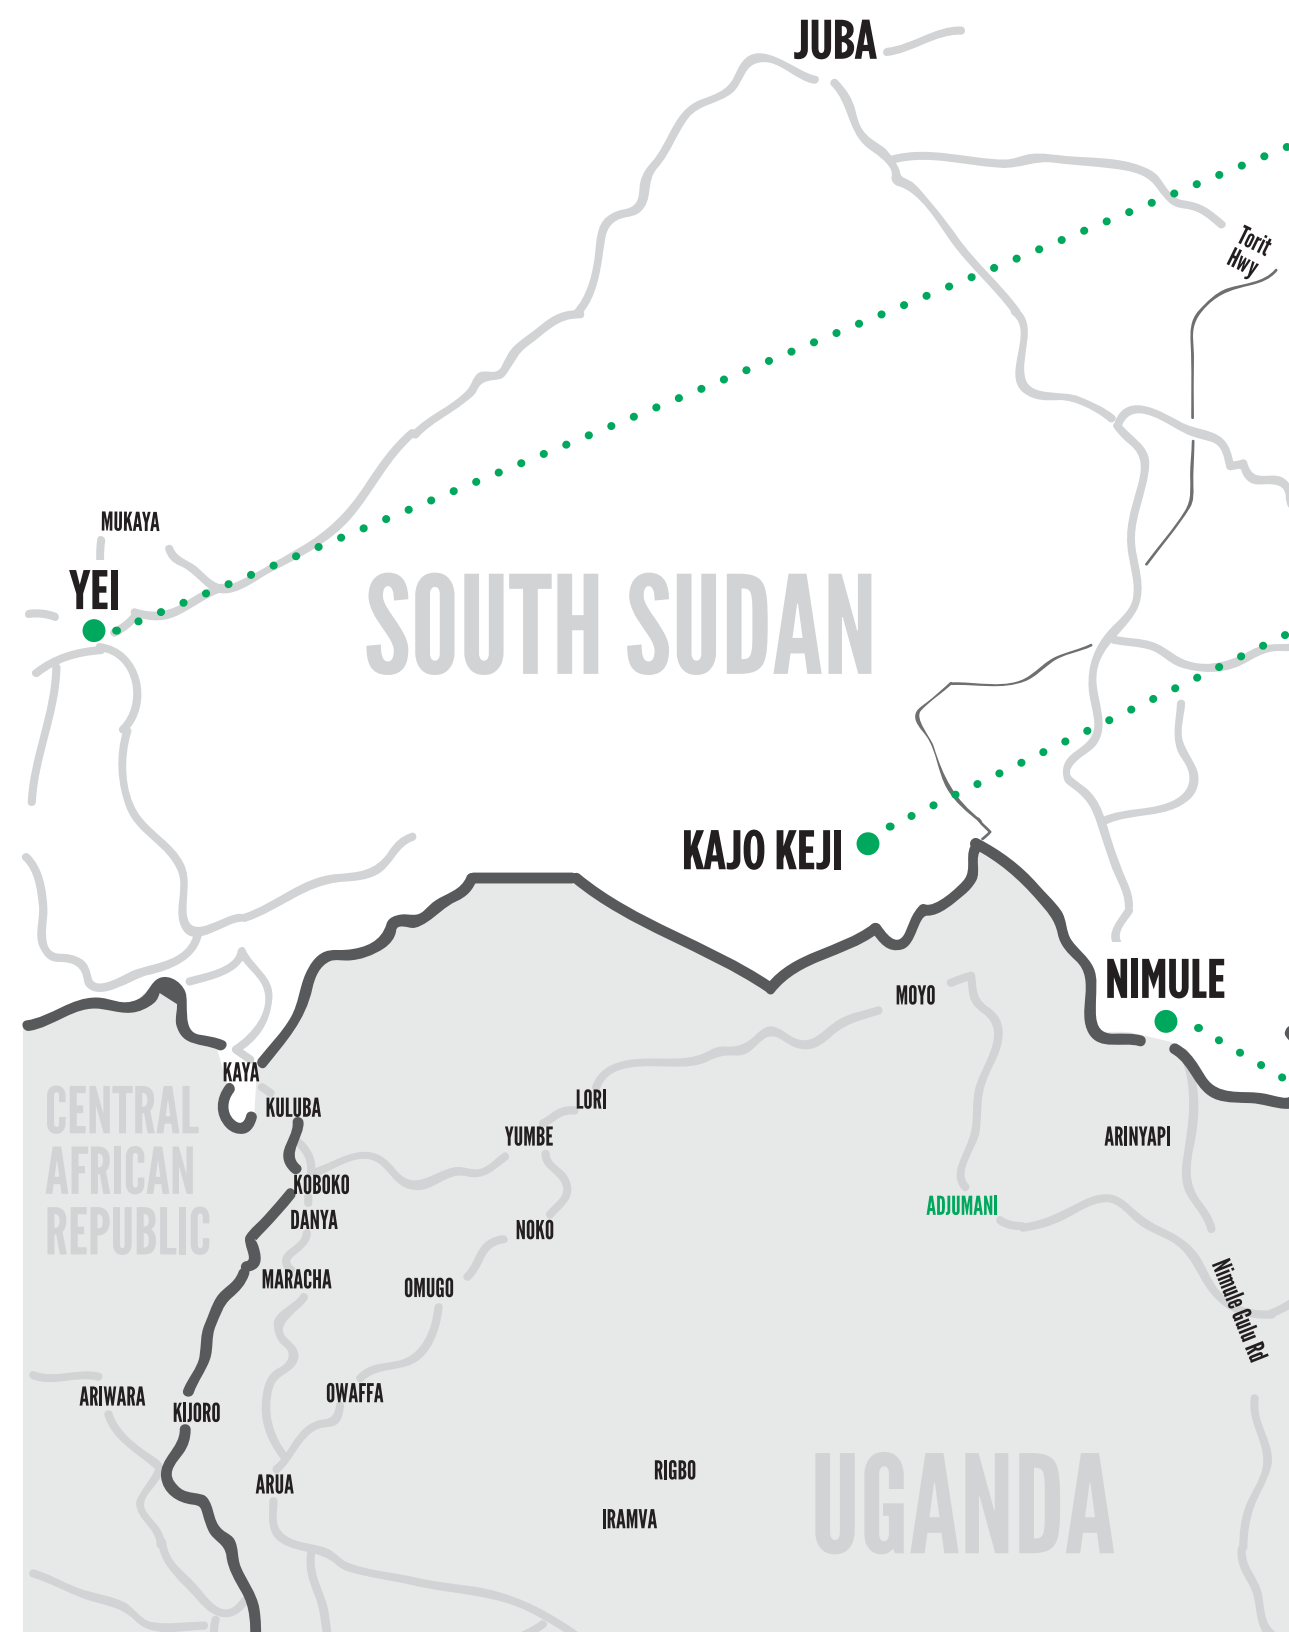 JUBA
Torit
Hwy
MUKAYA
YEI
SOUTH SUDAN
KAJO KEJI
NIMULE
MOYO
KAYA
CENTRAL
AFRICAN
REPUBLIC
KULUBA
LORI
YUMBE
ARINYAPI
KOBOKO
DANYA
ADJUMANI
NOKO
MARACHA
OMUGO
Nimule Gulu Rd
ARIWARA
KIJORO
OWAFFA
ARUA
RIGBO
IRAMVA
UGANDA